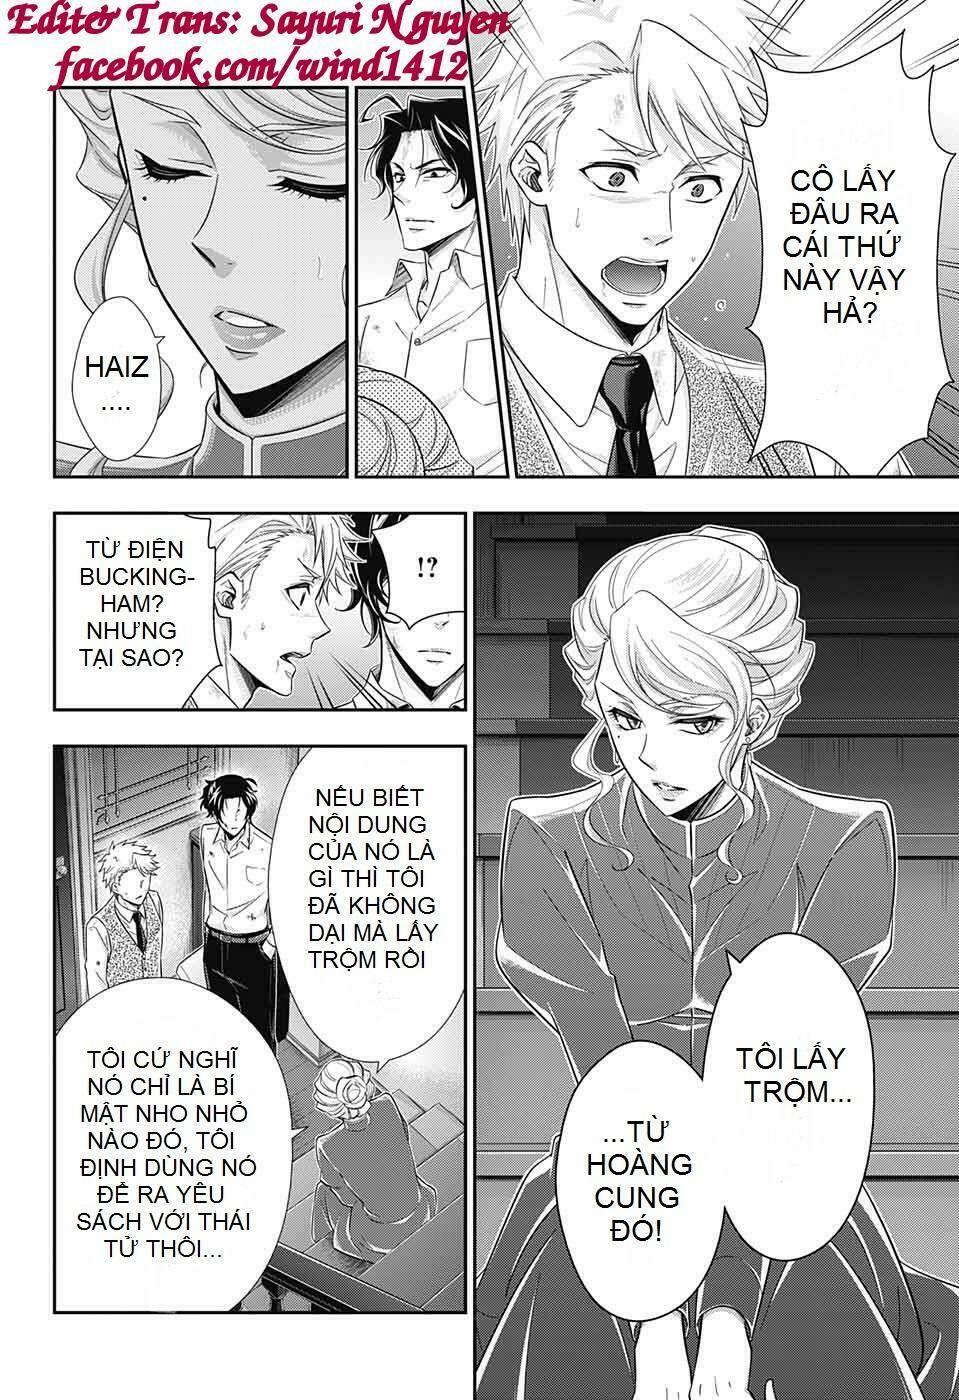 Edit& Trans: Sayuri Nguyen
facebook.com/wind1412
CÔ LẤY
ĐÂU RA
CÁI THỨ
NÀY VẬY
HẢ?
HAIZ
....
TÔI LẤY
TRỘM...
...TỪ
HOÀNG
CUNG
ĐÓ!
!?
TỪ ĐIỆN
BUCKING-
HAM?
NHƯNG
TẠI SAO?
NẾU BIẾT
NỘI DUNG
CỦA NÓ LÀ
GÌ THÌ TÔI
ĐÃ KHÔNG
DẠI MÀ LẤY
TRỘM RỒI
TÔI CỨ NGHĨ
NÓ CHỈ LÀ BÍ
MẬT NHO NHỎ
NÀO ĐÓ, TÔI
ĐỊNH DÙNG NÓ
ĐỂ RA YÊU
SÁCH VỚI THÁI
TỬ THÔI...